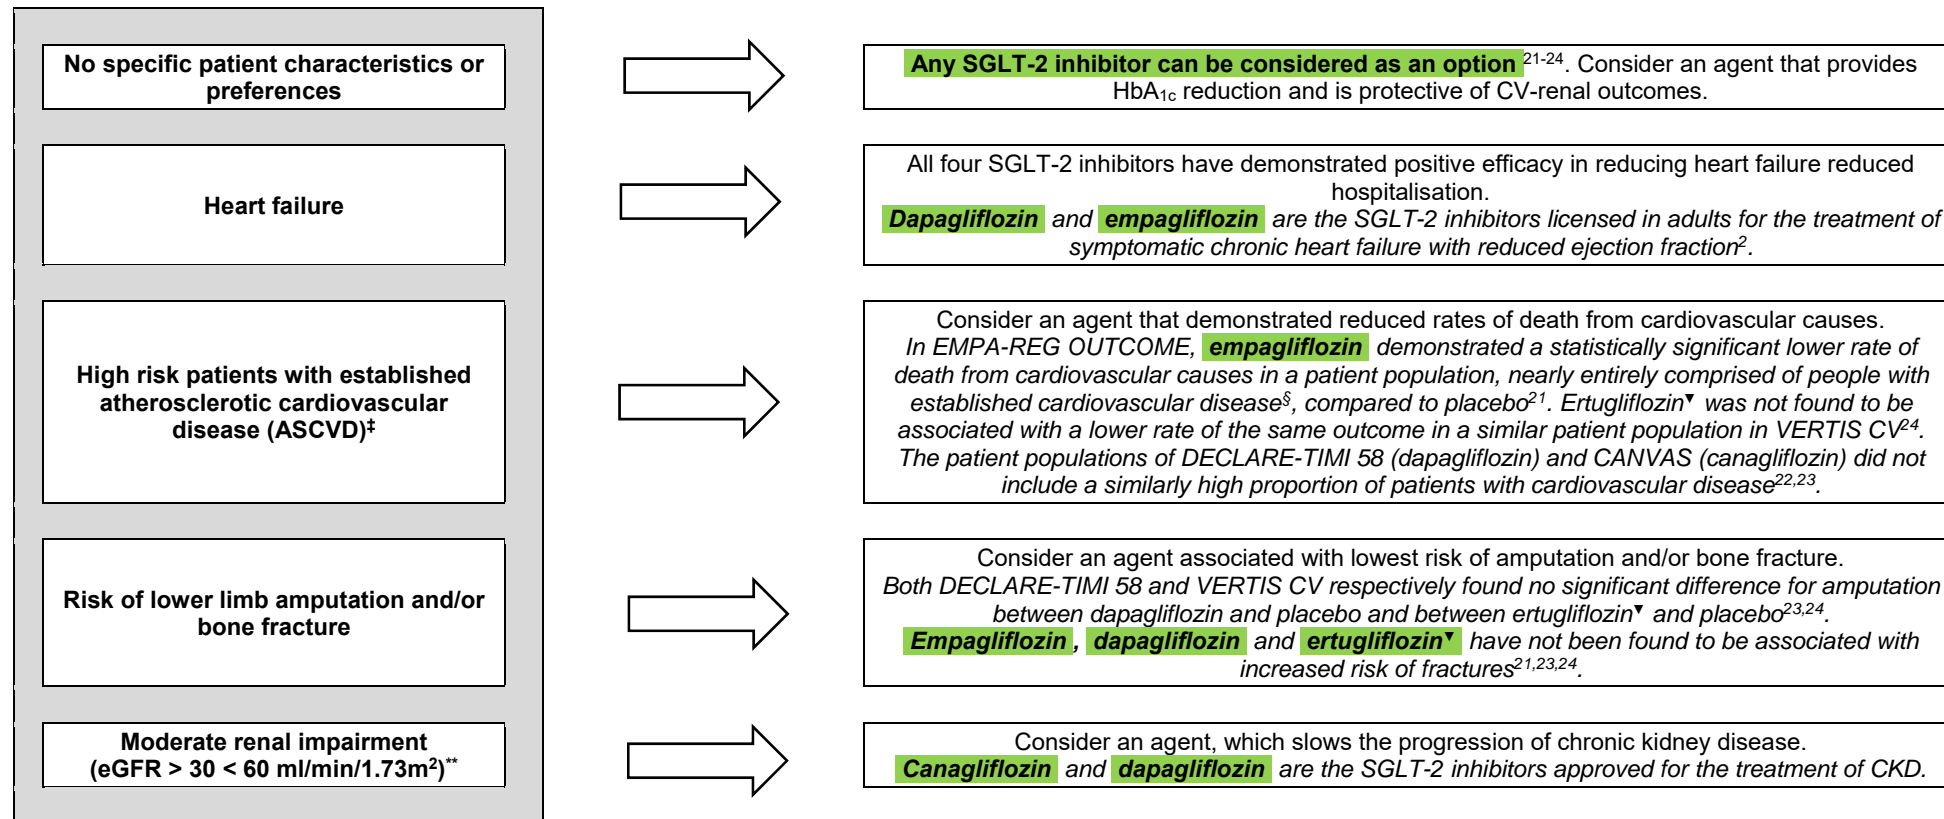 No specific patient characteristics or
preferences
Any SGLT-2 inhibitor can be considered as an option 21-24. Consider an agent that provides
HbA1c reduction and is protective of CV-renal outcomes.
Heart failure
All four SGLT-2 inhibitors have demonstrated positive efficacy in reducing heart failure reduced
hospitalisation.
Dapagliflozin and empagliflozin are the SGLT-2 inhibitors licensed in adults for the treatment of
symptomatic chronic heart failure with reduced ejection fraction2.
High risk patients with established
atherosclerotic cardiovascular
disease (ASCVD)‡
Consider an agent that demonstrated reduced rates of death from cardiovascular causes.
In EMPA-REG OUTCOME, empagliflozin demonstrated a statistically significant lower rate of
death from cardiovascular causes in a patient population, nearly entirely comprised of people with
established cardiovascular disease§, compared to placebo21. Ertugliflozin▼ was not found to be
associated with a lower rate of the same outcome in a similar patient population in VERTIS CV24.
The patient populations of DECLARE-TIMI 58 (dapagliflozin) and CANVAS (canagliflozin) did not
include a similarly high proportion of patients with cardiovascular disease22,23.
Risk of lower limb amputation and/or
bone fracture
Consider an agent associated with lowest risk of amputation and/or bone fracture.
Both DECLARE-TIMI 58 and VERTIS CV respectively found no significant difference for amputation
between dapagliflozin and placebo and between ertugliflozin▼ and placebo23,24.
Empagliflozin, dapagliflozin and ertugliflozin▼ have not been found to be associated with
increased risk of fractures21,23,24.
Moderate renal impairment
(eGFR > 30 < 60 ml/min/1.73m2)**
Consider an agent, which slows the progression of chronic kidney disease.
Canagliflozin and dapagliflozin are the SGLT-2 inhibitors approved for the treatment of CKD.